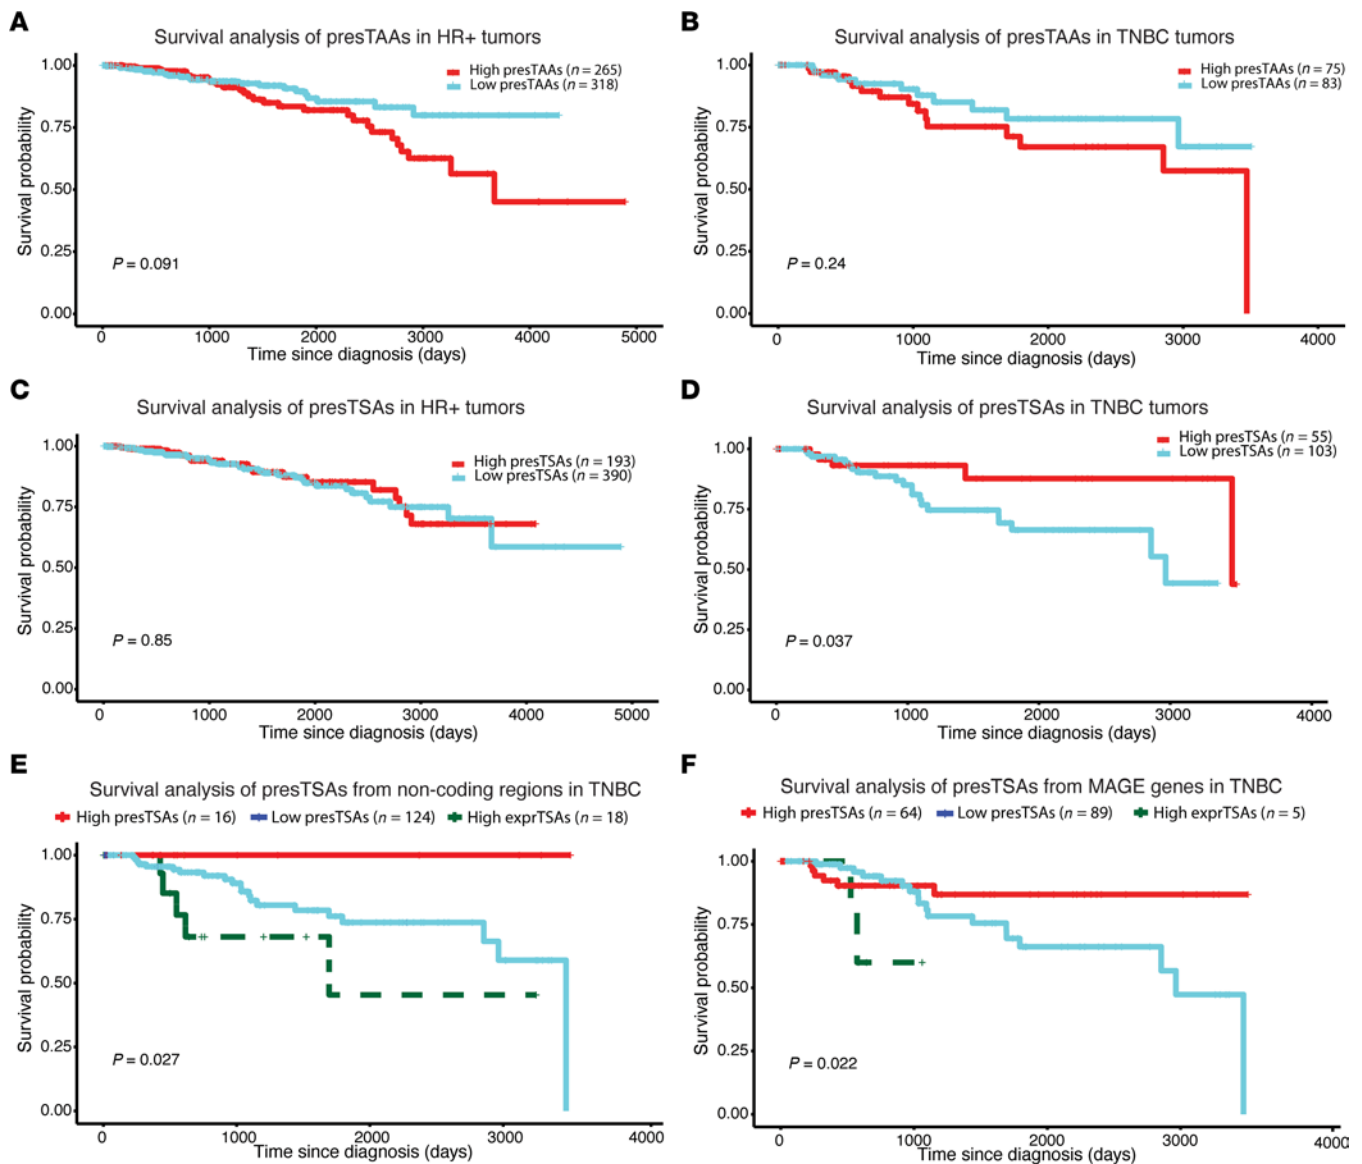 A
Survival analysis of presTAAs in HR+ tumors
High presTAAs (n = 265)
Low presTAAs (n = 318)
Survival probability
1.00
0.75
0.50
0.25
0.00
P = 0.091
0 1000 2000 3000 4000 5000
Time since diagnosis (days)
B
Survival analysis of presTAAs in TNBC tumors
High presTAAs (n = 75)
Low presTAAs (n = 83)
Survival probability
1.00
0.75
0.50
0.25
0.00
P = 0.24
0 1000 2000 3000 4000
Time since diagnosis (days)
C
Survival analysis of presTSAs in HR+ tumors
High presTSAs (n = 193)
Low presTSAs (n = 390)
Survival probability
1.00
0.75
0.50
0.25
0.00
P = 0.85
0 1000 2000 3000 4000 5000
Time since diagnosis (days)
D
Survival analysis of presTSAs in TNBC tumors
High presTSAs (n = 55)
Low presTSAs (n = 103)
Survival probability
1.00
0.75
0.50
0.25
0.00
P = 0.037
0 1000 2000 3000 4000
Time since diagnosis (days)
E
Survival analysis of presTSAs from non-coding regions in TNBC
High presTSAs (n = 16) Low presTSAs (n = 124) High exprTSAs (n = 18)
Survival probability
1.00
0.75
0.50
0.25
0.00
P = 0.027
0 1000 2000 3000 4000
Time since diagnosis (days)
F
Survival analysis of presTSAs from MAGE genes in TNBC
High presTSAs (n = 64) Low presTSAs (n = 89) High exprTSAs (n = 5)
Survival probability
1.00
0.75
0.50
0.25
0.00
P = 0.022
0 1000 2000 3000 4000
Time since diagnosis (days)